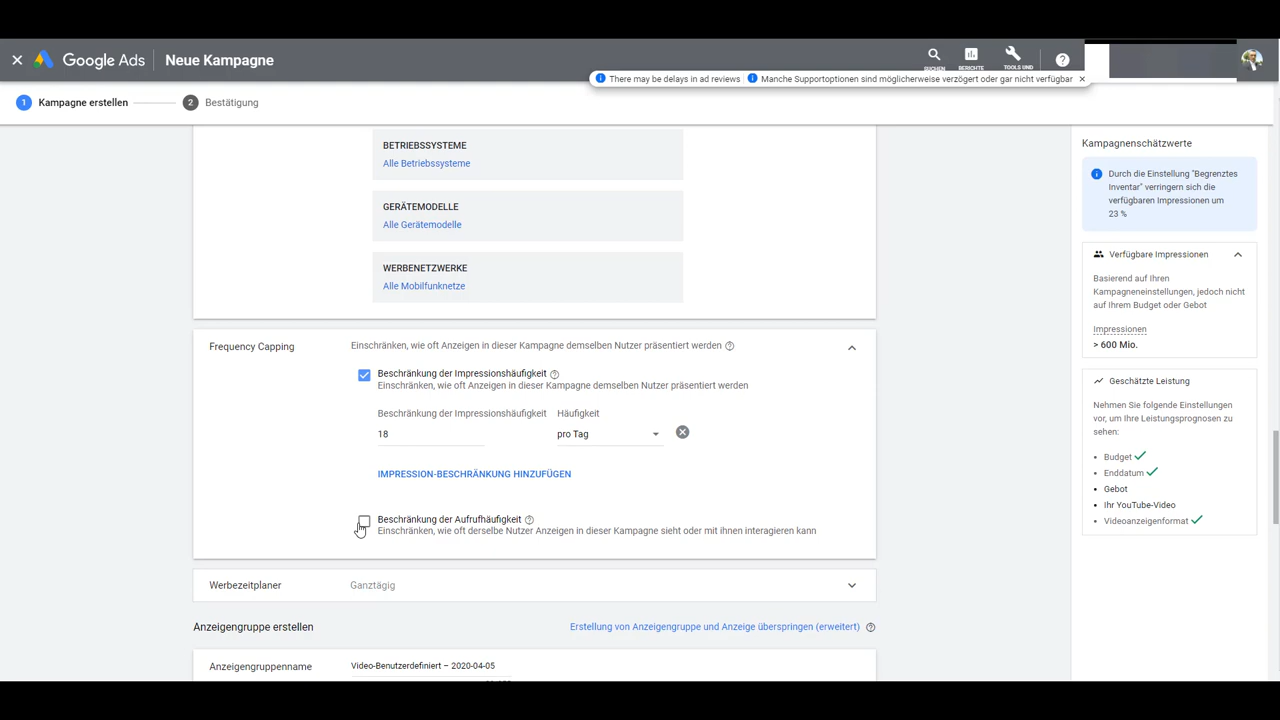 Google Ads
Neue Kampagne
SUCHEN
BERICHTE
TOOLS UND
There may be delays in ad reviews
Manche Supportoptionen sind möglicherweise verzögert oder gar nicht verfügbar
1 Kampagne erstellen
2 Bestätigung
BETRIEBSSYSTEME
Alle Betriebssysteme
GERÄTEMODELLE
Alle Gerätemodelle
WERBENETZWERKE
Alle Mobilfunknetze
Frequency Capping
Einschränken, wie oft Anzeigen in dieser Kampagne demselben Nutzer präsentiert werden
Beschränkung der Impressionshäufigkeit
Einschränken, wie oft Anzeigen in dieser Kampagne demselben Nutzer präsentiert werden
Beschränkung der Impressionshäufigkeit
Häufigkeit
18
pro Tag
IMPRESSION-BESCHRÄNKUNG HINZUFÜGEN
Beschränkung der Aufrufhäufigkeit
Einschränken, wie oft derselbe Nutzer Anzeigen in dieser Kampagne sieht oder mit ihnen interagieren kann
Werbezeitplaner
Ganztägig
Anzeigengruppe erstellen
Erstellung von Anzeigengruppe und Anzeige überspringen (erweitert)
Anzeigengruppenname
Video-Benutzerdefiniert – 2020-04-05
Kampagnenschätzwerte
Durch die Einstellung "Begrenztes
Inventar" verringern sich die
verfügbaren Impressionen um
23 %
Verfügbare Impressionen
Basierend auf Ihren
Kampagneneinstellungen, jedoch nicht
auf Ihrem Budget oder Gebot
Impressionen
> 600 Mio.
Geschätzte Leistung
Nehmen Sie folgende Einstellungen
vor, um Ihre Leistungsprognosen zu
sehen:
• Budget
• Enddatum
• Gebot
• Ihr YouTube-Video
• Videoanzeigenformat